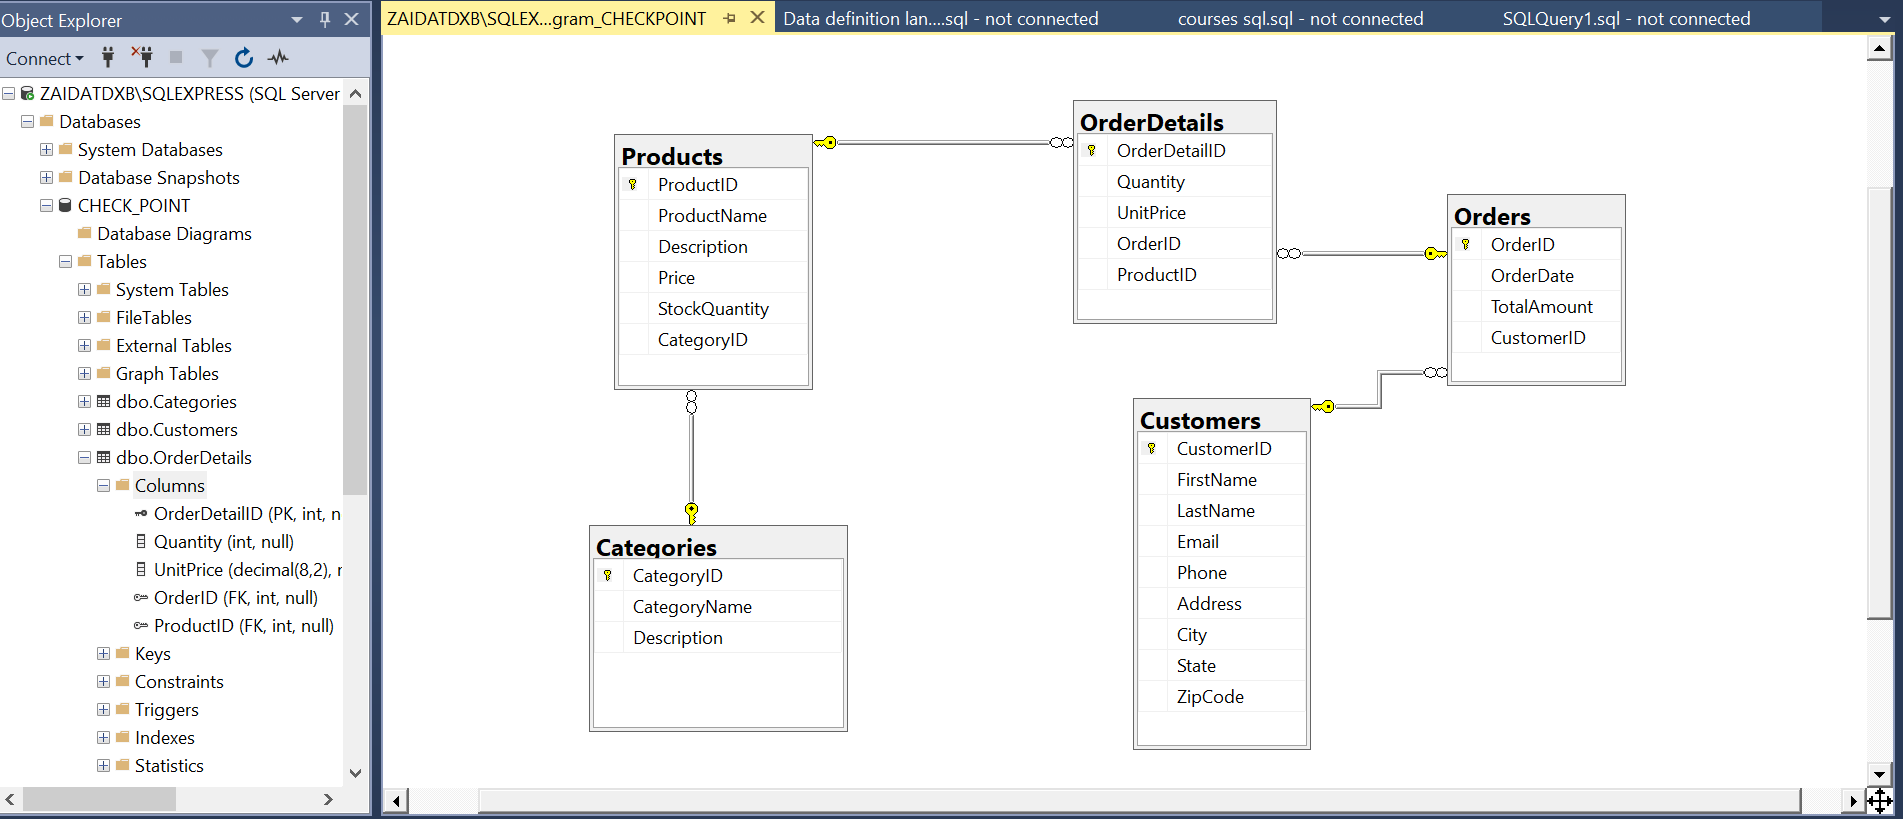 Object Explorer
Connect
ZAIDATDXB\SQLEXPRESS (SQL Server
Databases
System Databases
Database Snapshots
CHECK_POINT
Database Diagrams
Tables
System Tables
FileTables
External Tables
Graph Tables
dbo.Categories
dbo.Customers
dbo.OrderDetails
Columns
OrderDetailID (PK, int, n
Quantity (int, null)
UnitPrice (decimal(8,2), r
OrderID (FK, int, null)
ProductID (FK, int, null)
Keys
Constraints
Triggers
Indexes
Statistics
ZAIDATDXB\SQLEX...gram_CHECKPOINT
Data definition lan....sql - not connected
courses sql.sql - not connected
SQLQuery1.sql - not connected
Products
ProductID
ProductName
Description
Price
StockQuantity
CategoryID
OrderDetails
OrderDetailID
Quantity
UnitPrice
OrderID
ProductID
Orders
OrderID
OrderDate
TotalAmount
CustomerID
Categories
CategoryID
CategoryName
Description
Customers
CustomerID
FirstName
LastName
Email
Phone
Address
City
State
ZipCode